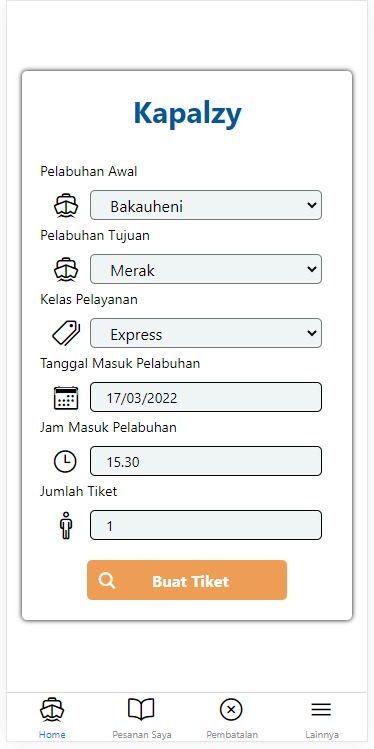 Kapalzy
Pelabuhan Awal
Bakauheni
Pelabuhan Tujuan
Merak
Kelas Pelayanan
Express
Tanggal Masuk Pelabuhan
17/03/2022
Jam Masuk Pelabuhan
15.30
Jumlah Tiket
1
Buat Tiket
Home Pesanan Saya Pembatalan Lainnya